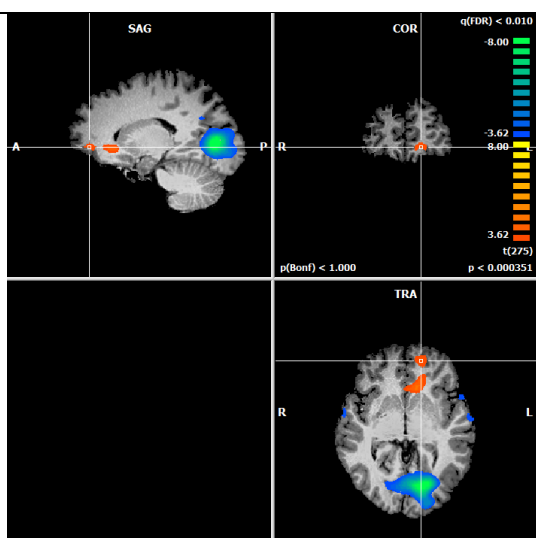 SAG
A
P
COR
R
L
q(FDR) < 0.010
-8.00
-3.62
8.00
3.62
t(275)
p(Bonf) < 1.000
p < 0.000351
TRA
R
L